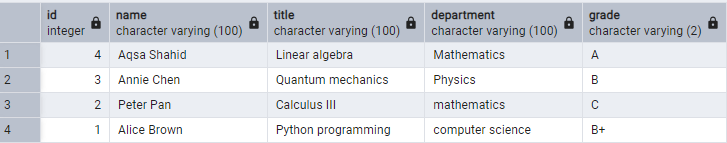 id name title department grade
integer character varying (100) character varying (100) character varying (100) character varying (2)
1 4 Aqsa Shahid Linear algebra Mathematics A
2 3 Annie Chen Quantum mechanics Physics B
3 2 Peter Pan Calculus III mathematics C
4 1 Alice Brown Python programming computer science B+